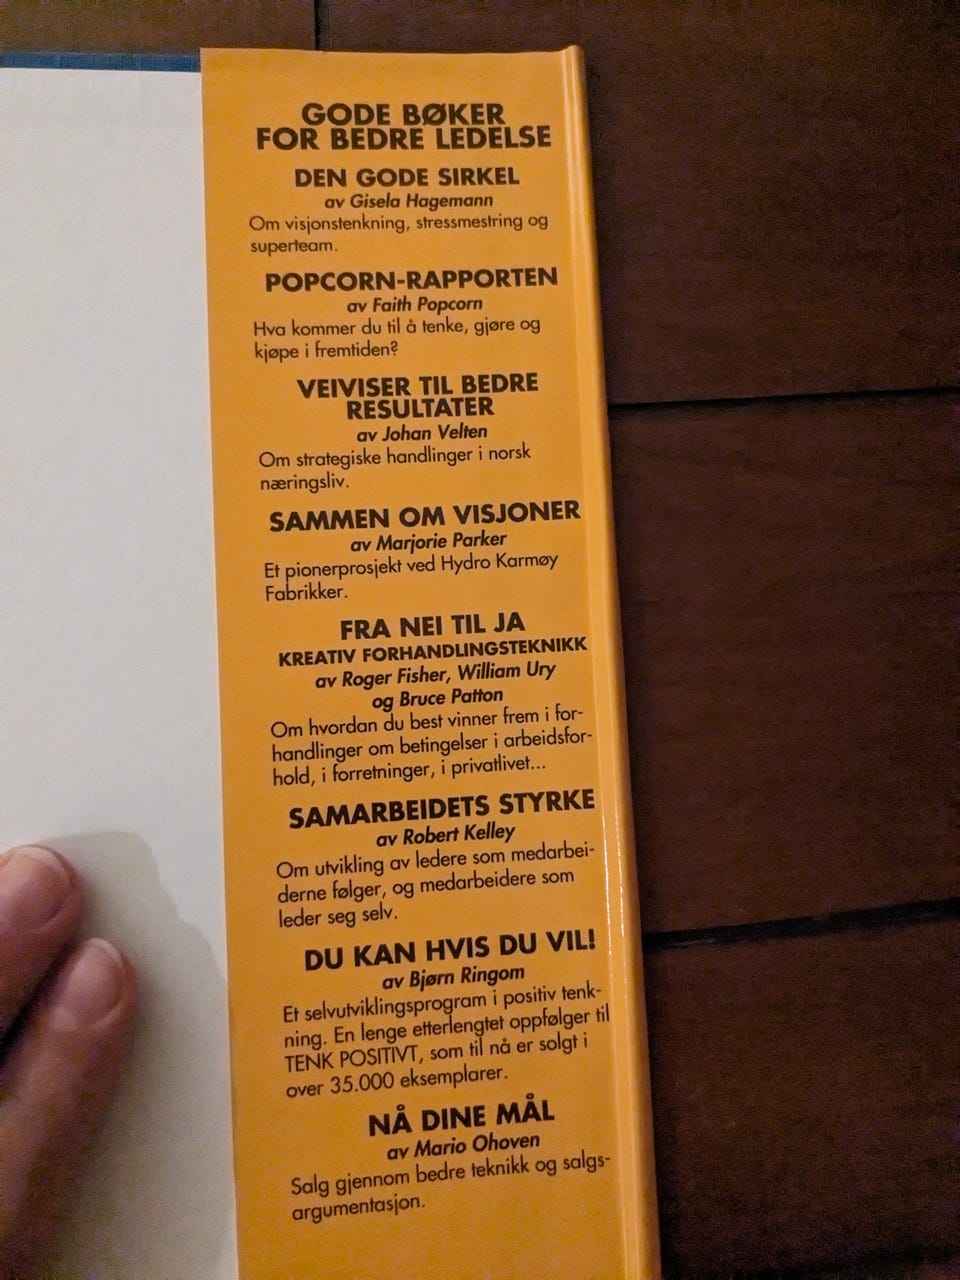 GODE BØKER
FOR BEDRE LEDELSE
DEN GODE SIRKEL
av Gisela Hagemann
Om visjonstenkning, stressmestring og
superteam.
POPCORN-RAPPORTEN
av Faith Popcorn
Hva kommer du til å tenke, gjøre og
kjøpe i fremtiden?
VEIVISER TIL BEDRE
RESULTATER
av Johan Velten
Om strategiske handlinger i norsk
næringsliv.
SAMMEN OM VISJONER
av Marjorie Parker
Et pionerprosjekt ved Hydro Karmøy
Fabrikker.
FRA NEI TIL JA
KREATIV FORHANDLINGSTEKNIKK
av Roger Fisher, William Ury
og Bruce Patton
Om hvordan du best vinner frem i for-
handlinger om betingelser i arbeidsfor-
hold, i forretninger, i privatlivet...
SAMARBEIDETS STYRKE
av Robert Kelley
Om utvikling av ledere som medarbei-
derne følger, og medarbeidere som
leder seg selv.
DU KAN HVIS DU VIL!
av Bjørn Ringom
Et selvutviklingsprogram i positiv tenk-
ning. En lenge etterlengtet oppfølger til
TENK POSITIVT, som til nå er solgt i
over 35.000 eksemplarer.
NÅ DINE MÅL
av Mario Ohoven
Salg gjennom bedre teknikk og salgs-
argumentasjon.